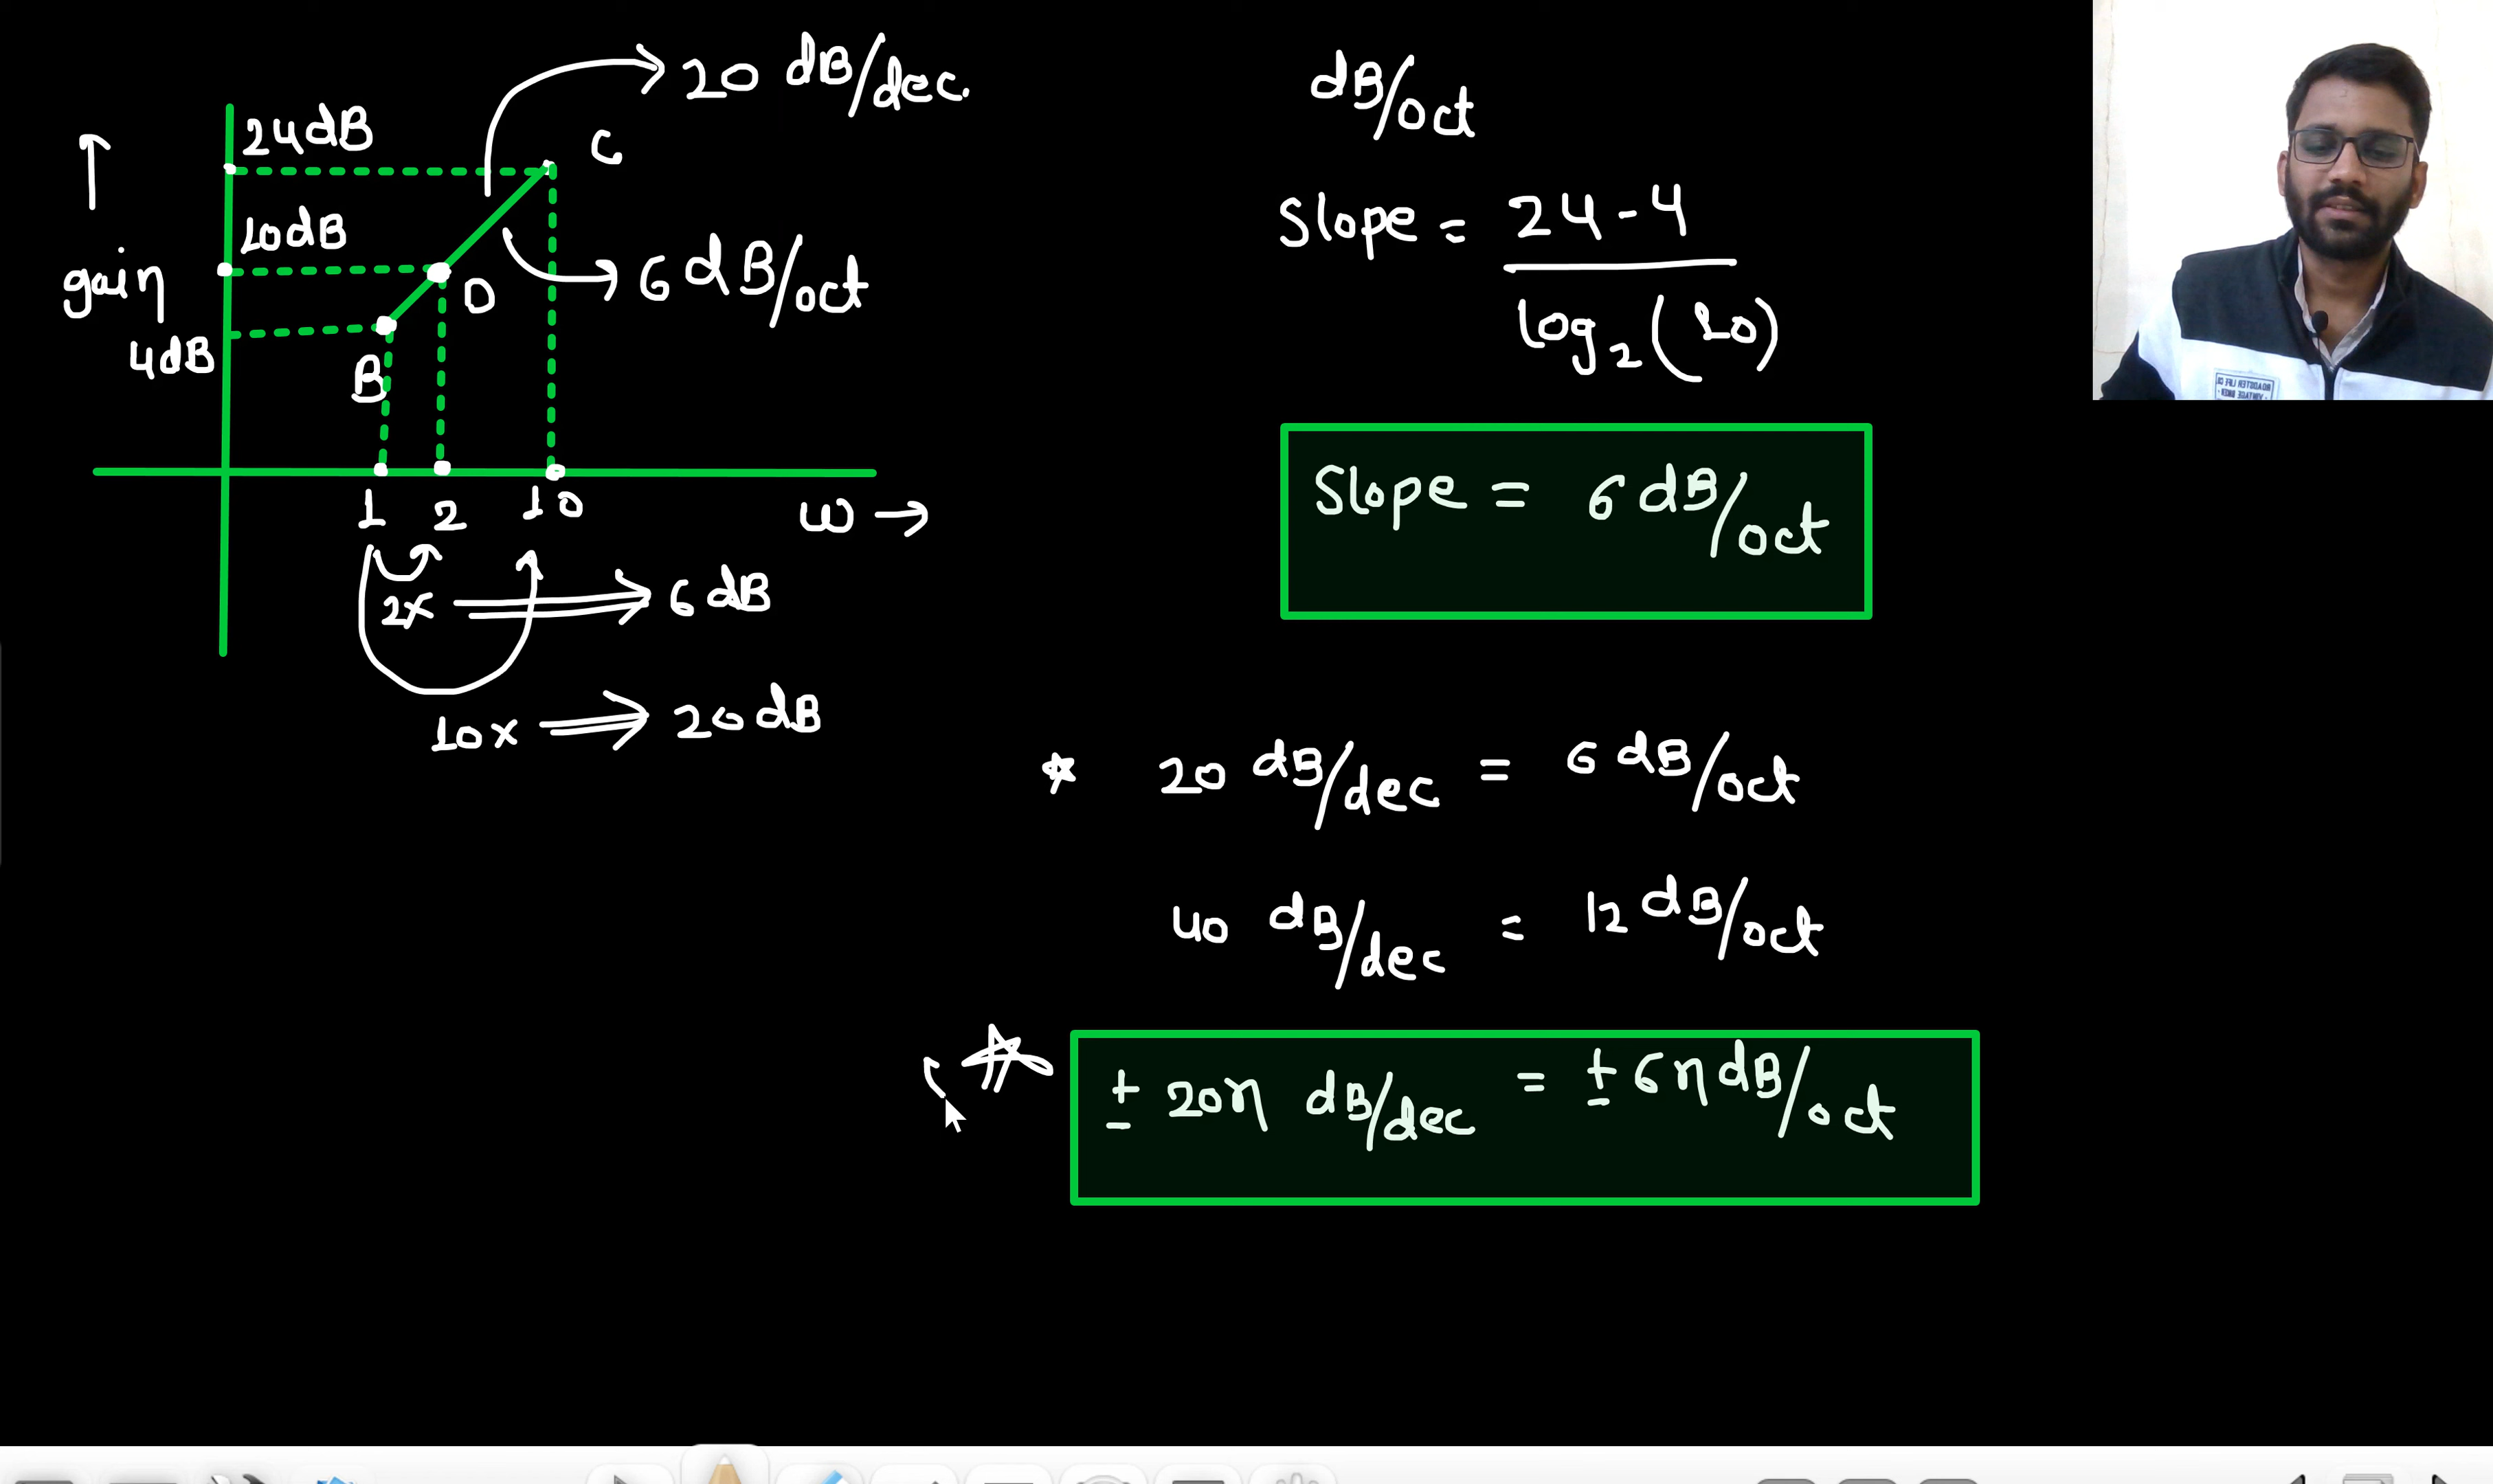 20 dB/dec.
24dB
C
10dB
gain
D
6 dB/oct
4dB
B
1 2 10
ω →
2x ⟹ 6 dB
10x ⟹ 20 dB
dB/oct
Slope = 24-4
log₂(10)
Slope = 6 dB/oct
* 20 dB/dec = 6 dB/oct
40 dB/dec = 12 dB/oct
± 20n dB/dec = ± 6n dB/oct